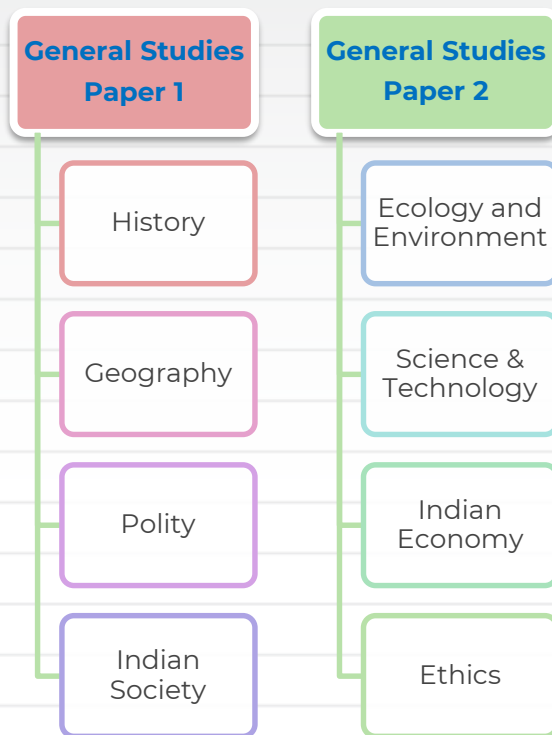 General Studies
Paper 1
History
Geography
Polity
Indian
Society
General Studies
Paper 2
Ecology and
Environment
Science &
Technology
Indian
Economy
Ethics